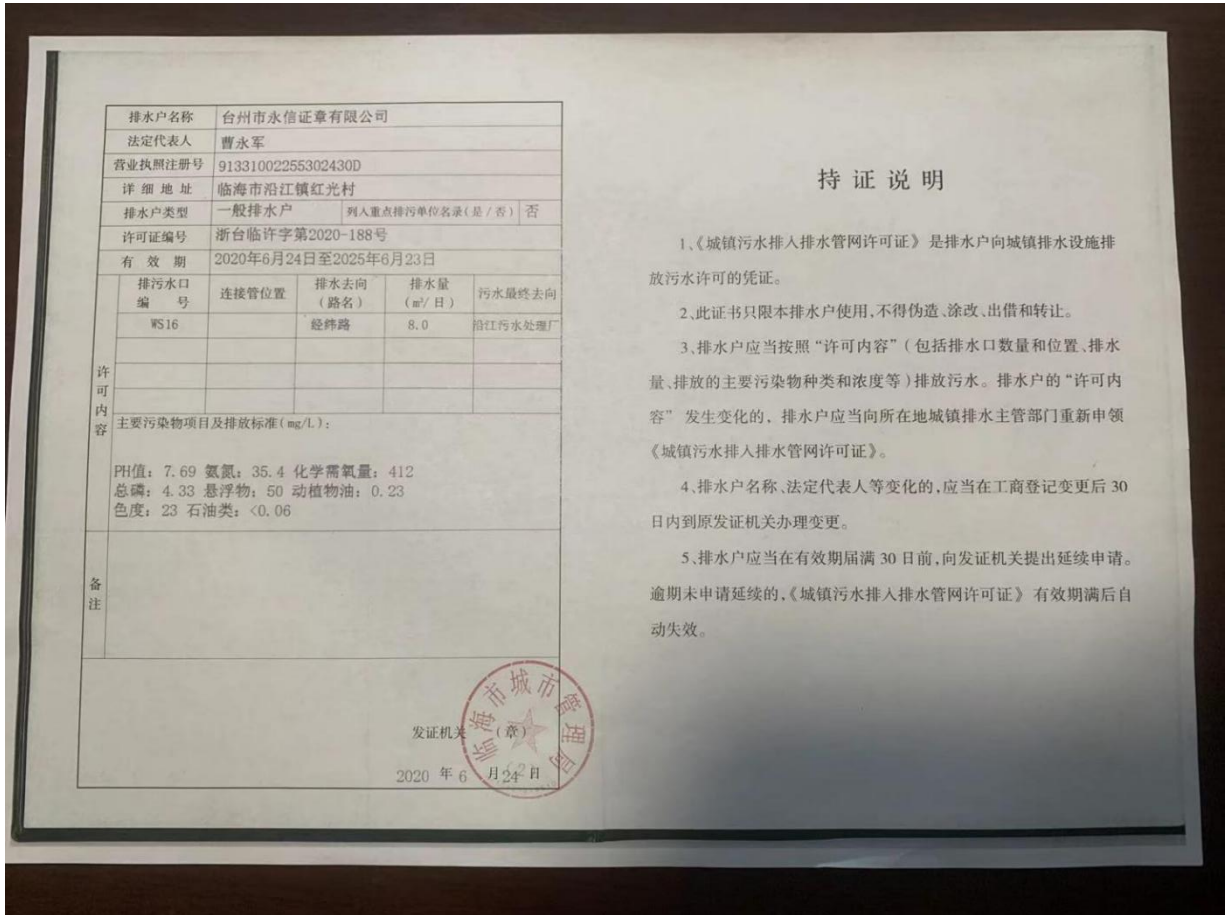 排水户名称 台州市永信证章有限公司
法定代表人 曹永军
营业执照注册号 91331002255302430D
详细地址 临海市沿江镇红光村
排水户类型 一般排水户 列入重点排污单位名录(是/否) 否
许可证编号 浙台临许字第2020-188号
有效期 2020年6月24日至2025年6月23日
许可内容
排污水口编号 连接管位置 排水去向(路名) 排水量(m³/日) 污水最终去向
WS16 经纬路 8.0 沿江污水处理厂
主要污染物项目及排放标准(mg/L):
PH值: 7.69 氨氮: 35.4 化学需氧量: 412
总磷: 4.33 悬浮物: 50 动植物油: 0.23
色度: 23 石油类: <0.06
备注
发证机关 (章)
2020 年 6 月 24 日
临海市城市管理局
(2)
持证说明
1、《城镇污水排入排水管网许可证》是排水户向城镇排水设施排
放污水许可的凭证。
2、此证书只限本排水户使用,不得伪造、涂改、出借和转让。
3、排水户应当按照“许可内容”(包括排水口数量和位置、排水
量、排放的主要污染物种类和浓度等)排放污水。排水户的“许可内
容”发生变化的,排水户应当向所在地城镇排水主管部门重新申领
《城镇污水排入排水管网许可证》。
4、排水户名称、法定代表人等变化的,应当在工商登记变更后 30
日内到原发证机关办理变更。
5、排水户应当在有效期届满 30 日前,向发证机关提出延续申请。
逾期未申请延续的,《城镇污水排入排水管网许可证》有效期满后自
动失效。